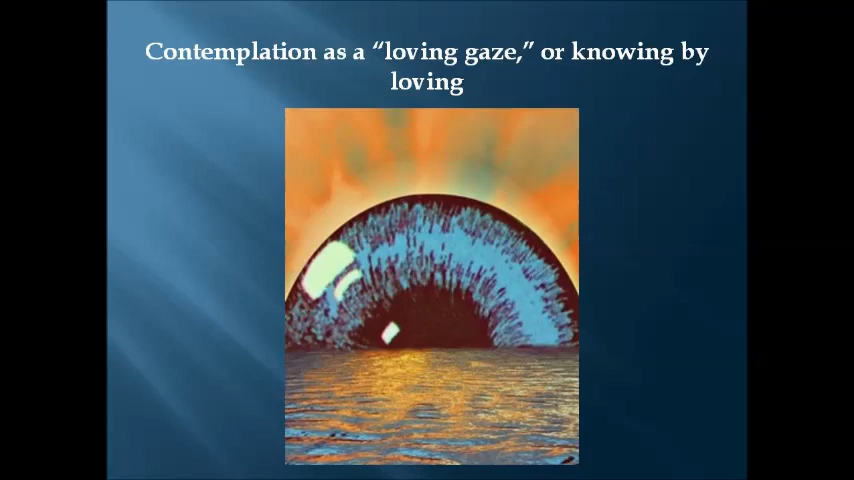 Contemplation as a “loving gaze,” or knowing by
loving